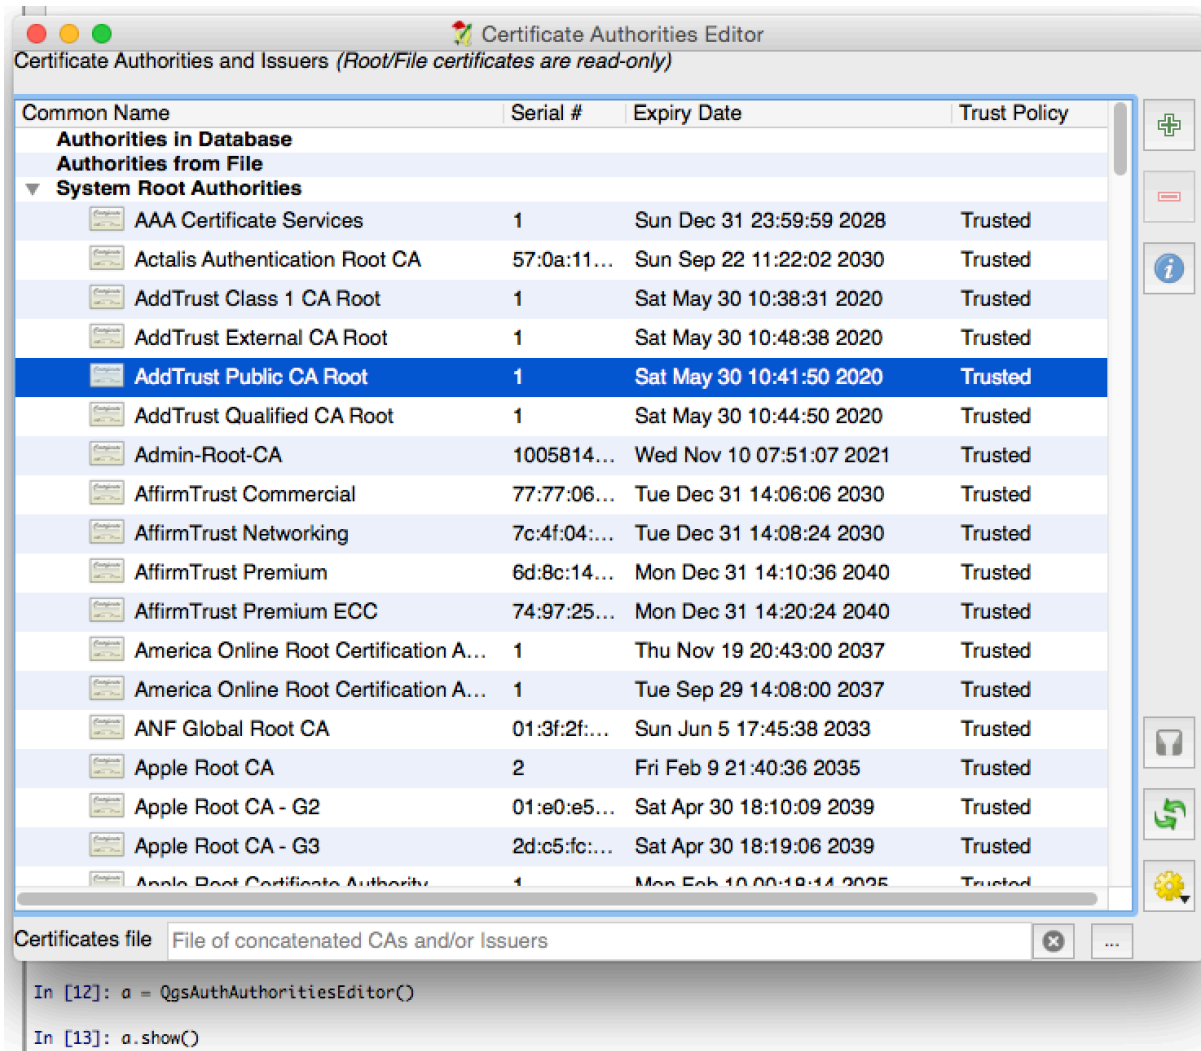 Certificate Authorities Editor
Certificate Authorities and Issuers (Root/File certificates are read-only)
Common Name Serial # Expiry Date Trust Policy
Authorities in Database
Authorities from File
System Root Authorities
AAA Certificate Services 1 Sun Dec 31 23:59:59 2028 Trusted
Actalis Authentication Root CA 57:0a:11... Sun Sep 22 11:22:02 2030 Trusted
AddTrust Class 1 CA Root 1 Sat May 30 10:38:31 2020 Trusted
AddTrust External CA Root 1 Sat May 30 10:48:38 2020 Trusted
AddTrust Public CA Root 1 Sat May 30 10:41:50 2020 Trusted
AddTrust Qualified CA Root 1 Sat May 30 10:44:50 2020 Trusted
Admin-Root-CA 1005814... Wed Nov 10 07:51:07 2021 Trusted
AffirmTrust Commercial 77:77:06... Tue Dec 31 14:06:06 2030 Trusted
AffirmTrust Networking 7c:4f:04:... Tue Dec 31 14:08:24 2030 Trusted
AffirmTrust Premium 6d:8c:14... Mon Dec 31 14:10:36 2040 Trusted
AffirmTrust Premium ECC 74:97:25... Mon Dec 31 14:20:24 2040 Trusted
America Online Root Certification A... 1 Thu Nov 19 20:43:00 2037 Trusted
America Online Root Certification A... 1 Tue Sep 29 14:08:00 2037 Trusted
ANF Global Root CA 01:3f:2f:... Sun Jun 5 17:45:38 2033 Trusted
Apple Root CA 2 Fri Feb 9 21:40:36 2035 Trusted
Apple Root CA - G2 01:e0:e5... Sat Apr 30 18:10:09 2039 Trusted
Apple Root CA - G3 2d:c5:fc:... Sat Apr 30 18:19:06 2039 Trusted
Apple Root Certificate Authority 1 Mon Feb 10 00:18:14 2025 Trusted
Certificates file File of concatenated CAs and/or Issuers ...
In [12]: a = QgsAuthAuthoritiesEditor()
In [13]: a.show()